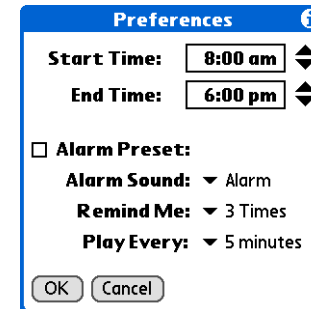 Preferences
Start Time: 8:00 am
End Time: 6:00 pm
Alarm Preset:
Alarm Sound: Alarm
Remind Me: 3 Times
Play Every: 5 minutes
OK Cancel